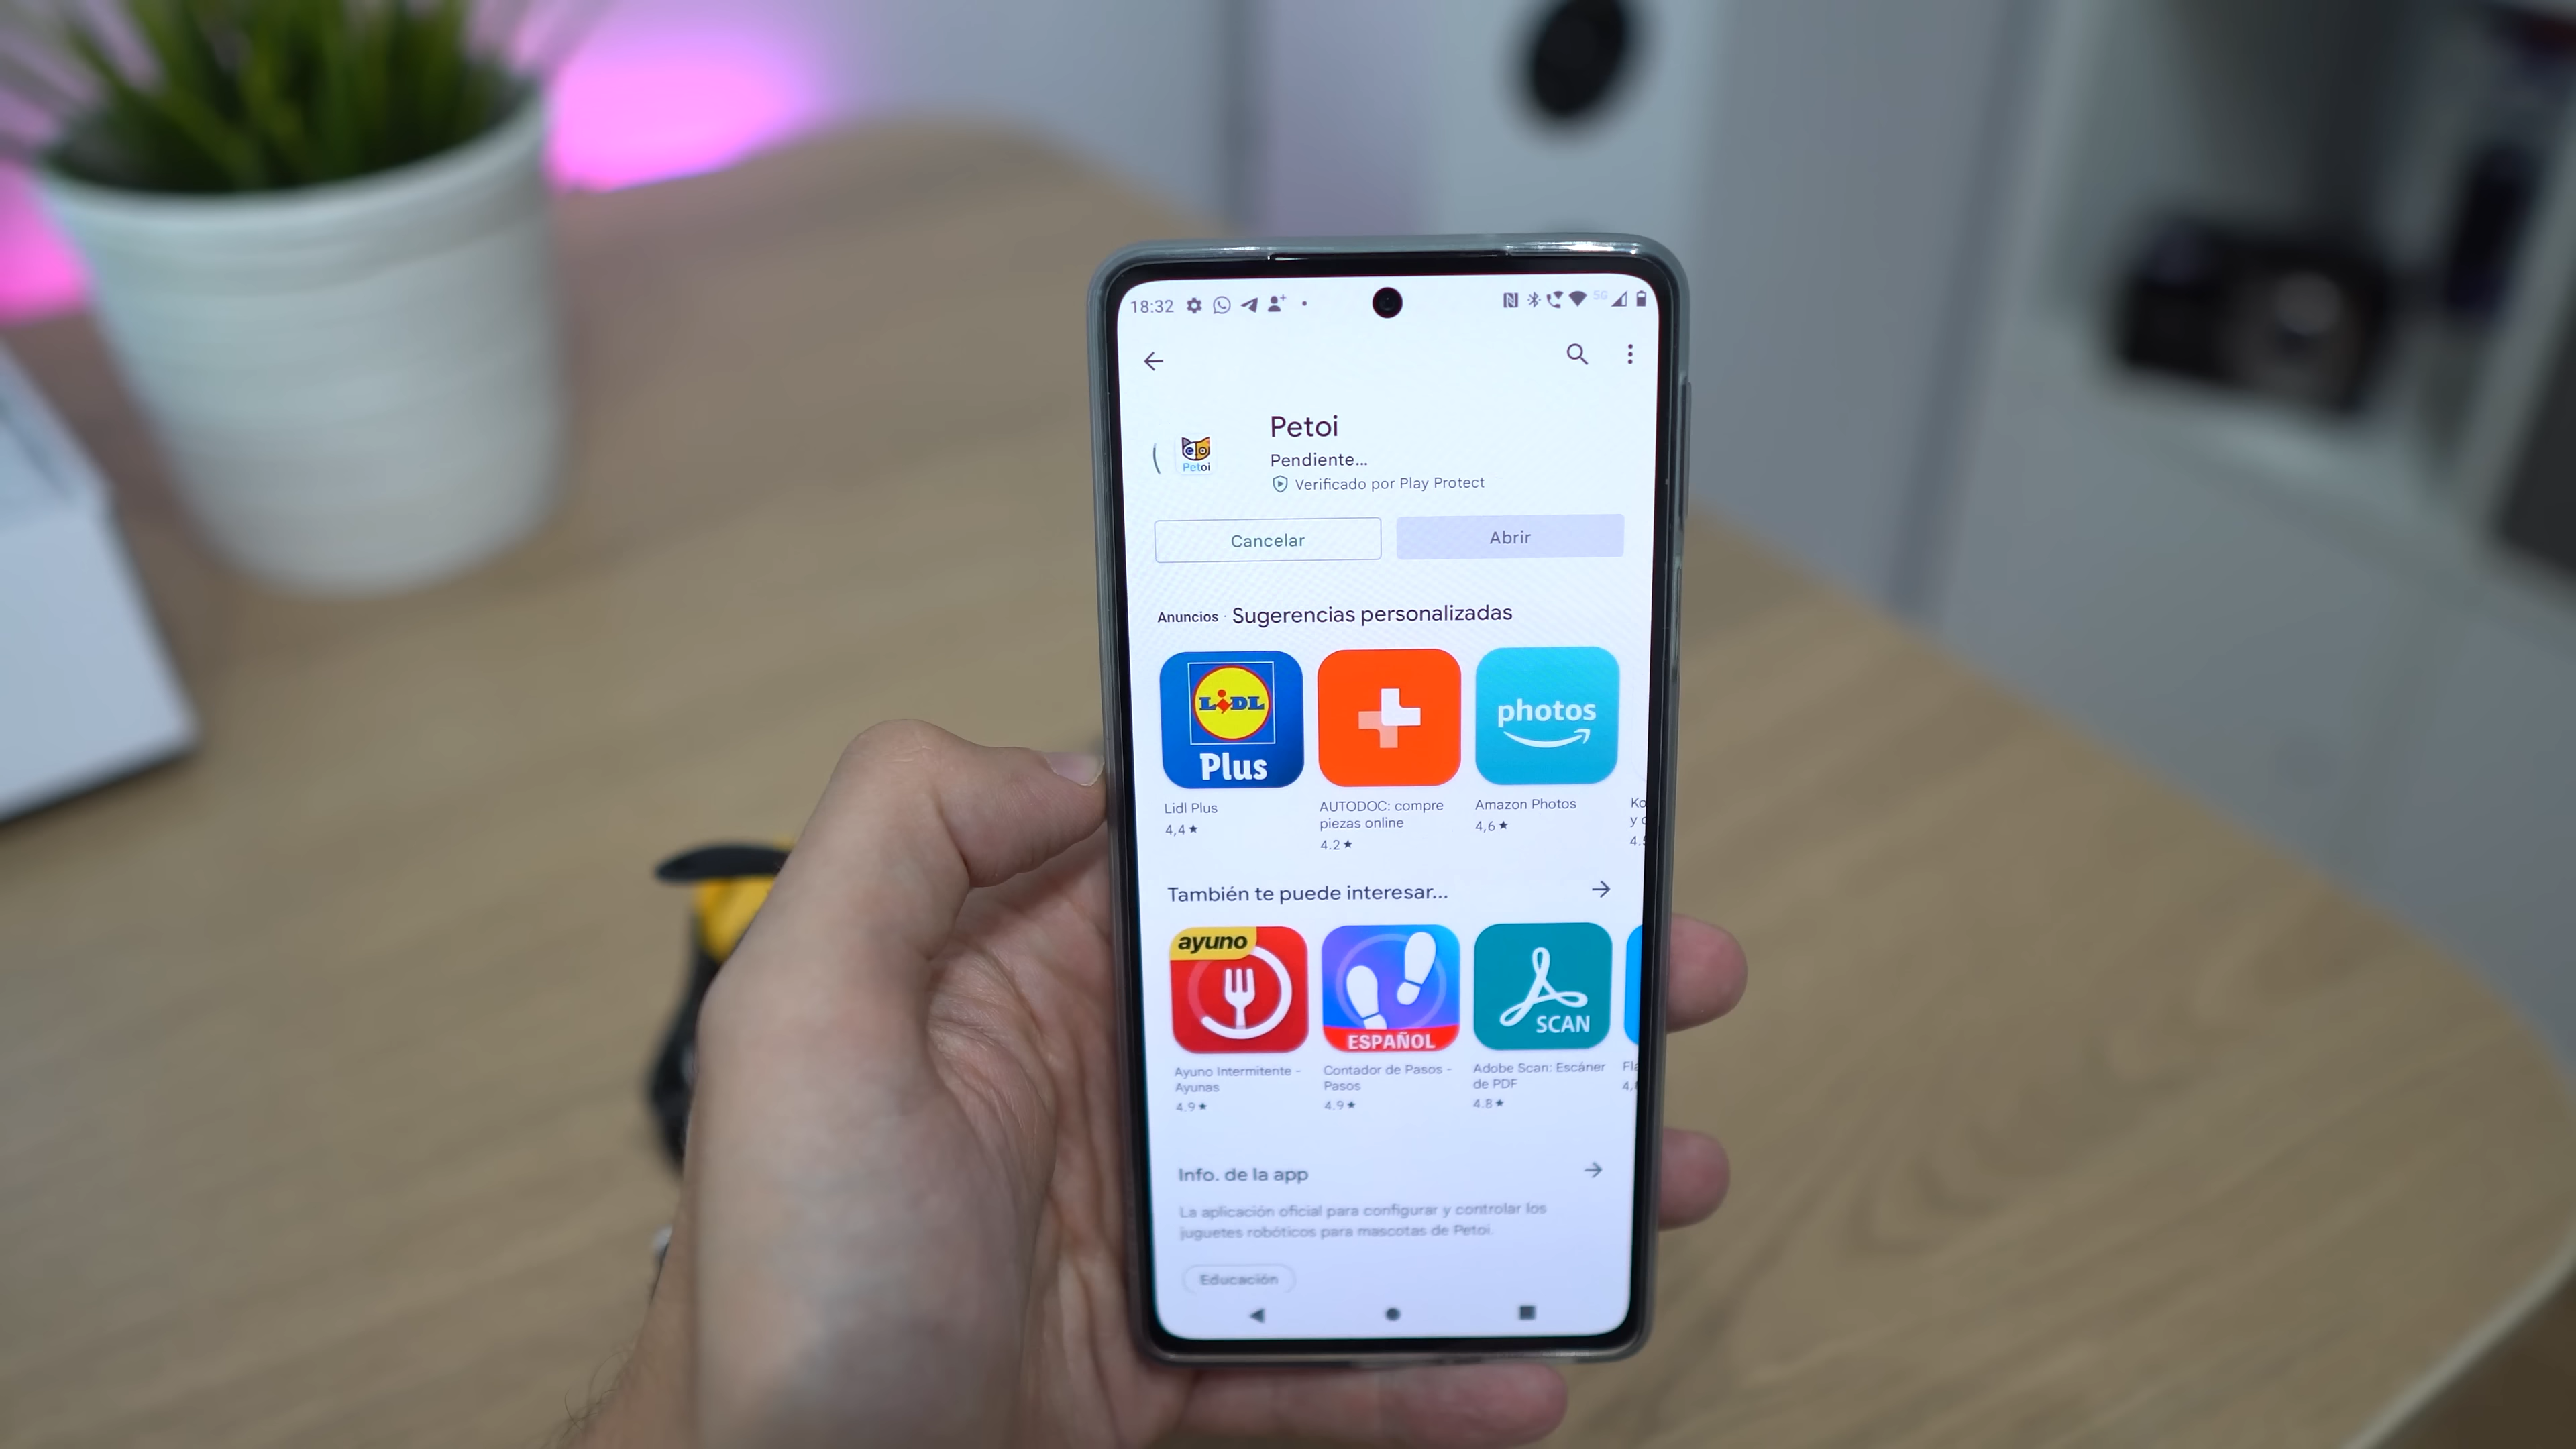 18:32
5G
Petoi
Petoi
Pendiente...
Verificado por Play Protect
Cancelar
Abrir
Anuncios · Sugerencias personalizadas
LiDL
Plus
photos
Lidl Plus
4,4 ★
AUTODOC: compre
piezas online
4.2 ★
Amazon Photos
4,6 ★
También te puede interesar...
ayuno
ESPAÑOL
SCAN
Ayuno Intermitente -
Ayunas
4.9 ★
Contador de Pasos -
Pasos
4.9 ★
Adobe Scan: Escáner
de PDF
4.8 ★
Info. de la app
La aplicación oficial para configurar y controlar los
juguetes robóticos para mascotas de Petoi.
Educación